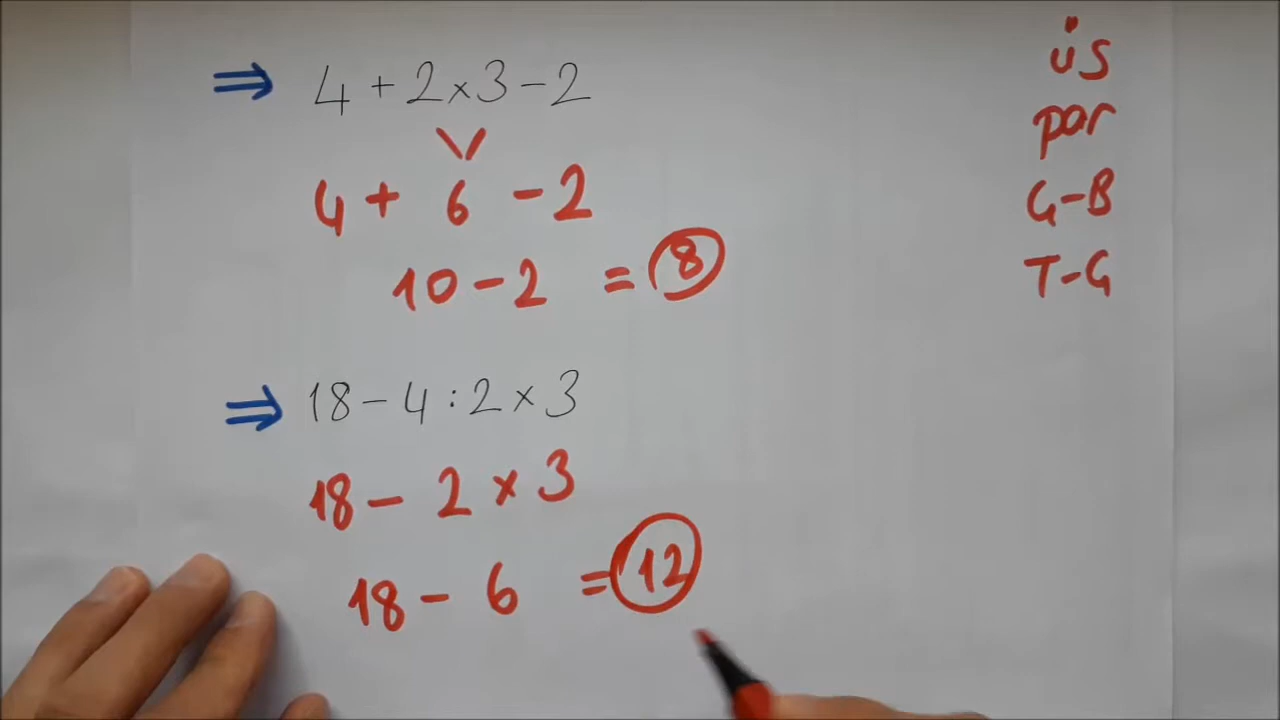 4 + 2 × 3 − 2
4 + 6 − 2
10 − 2 = 8
18 − 4 : 2 × 3
18 − 2 × 3
18 − 6 = 12
üs
par
Ç-B
T-Ç